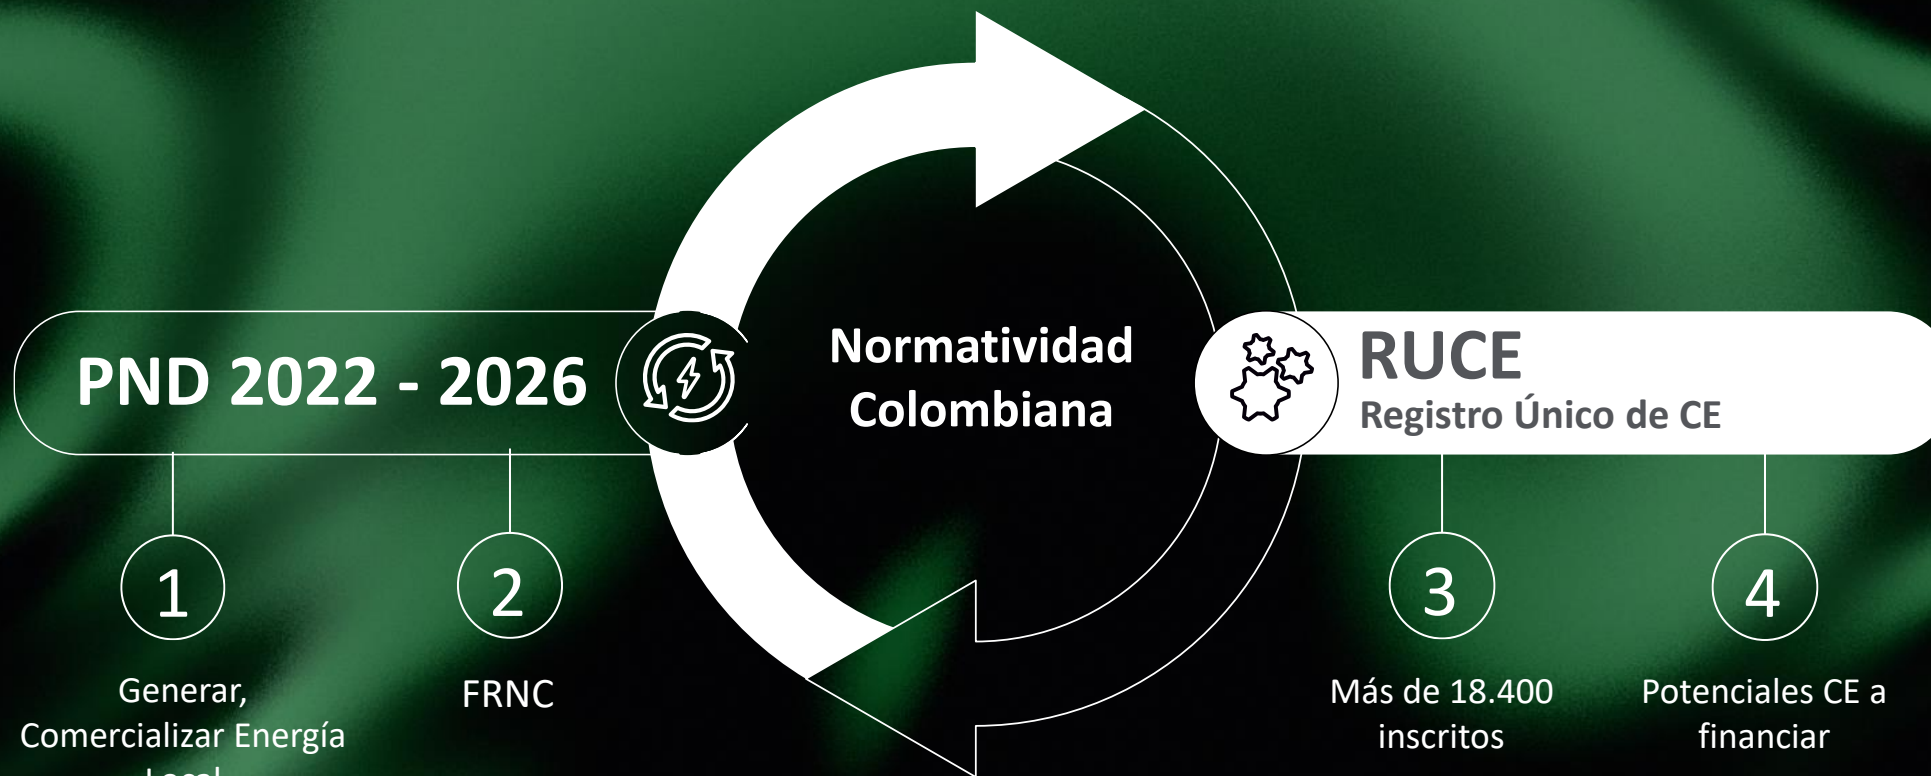 PND 2022 - 2026
Normatividad
Colombiana
RUCE
Registro Único de CE
1
Generar,
Comercializar Energía
Local
2
FRNC
3
Más de 18.400
inscritos
4
Potenciales CE a
financiar